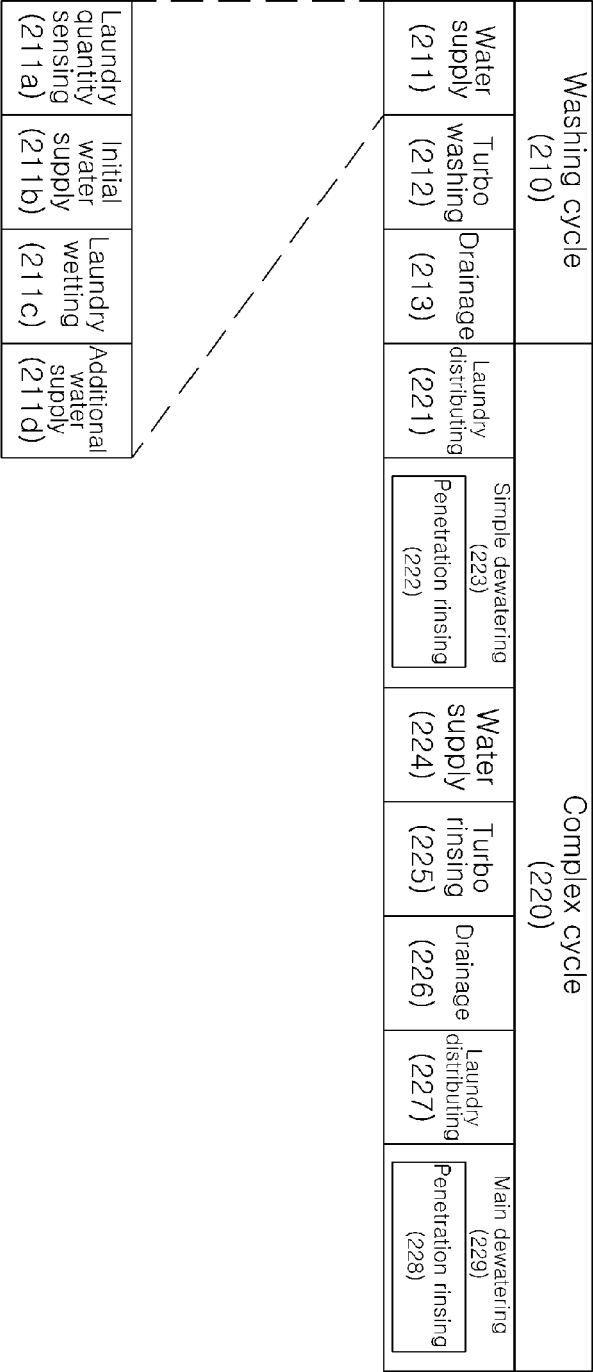 Washing cycle
(210)
Complex cycle
(220)
Water
supply
(211)
Turbo
washing
(212)
Drainage
(213)
Laundry
distributing
(221)
Simple dewatering
(223)
Penetration rinsing
(222)
Water
supply
(224)
Turbo
rinsing
(225)
Drainage
(226)
Laundry
distributing
(227)
Main dewatering
(229)
Penetration rinsing
(228)
Laundry
quantity
sensing
(211a)
Initial
water
supply
(211b)
Laundry
wetting
(211c)
Additional
water
supply
(211d)